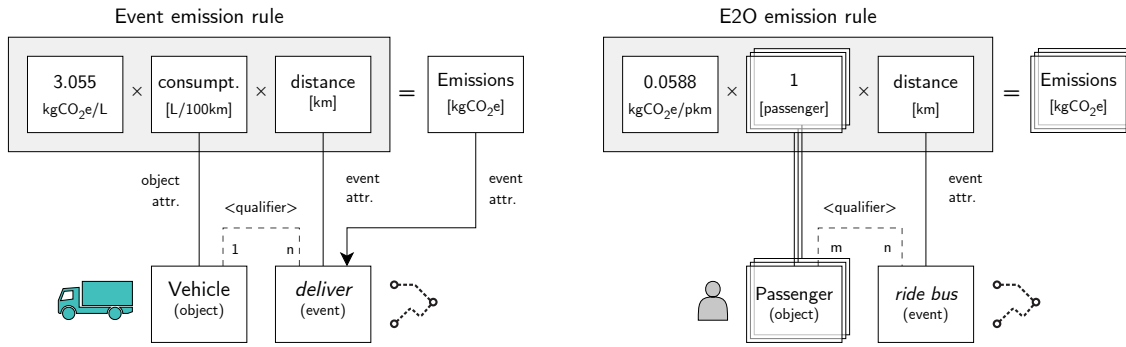 Event emission rule
3.055
kgCO₂e/L
×
consumpt.
[L/100km]
×
distance
[km]
=
Emissions
[kgCO₂e]
object
attr.
event
attr.
event
attr.
<qualifier>
1
n
Vehicle
(object)
deliver
(event)
E2O emission rule
0.0588
kgCO₂e/pkm
×
1
[passenger]
×
distance
[km]
=
Emissions
[kgCO₂e]
event
attr.
<qualifier>
m
n
Passenger
(object)
ride bus
(event)